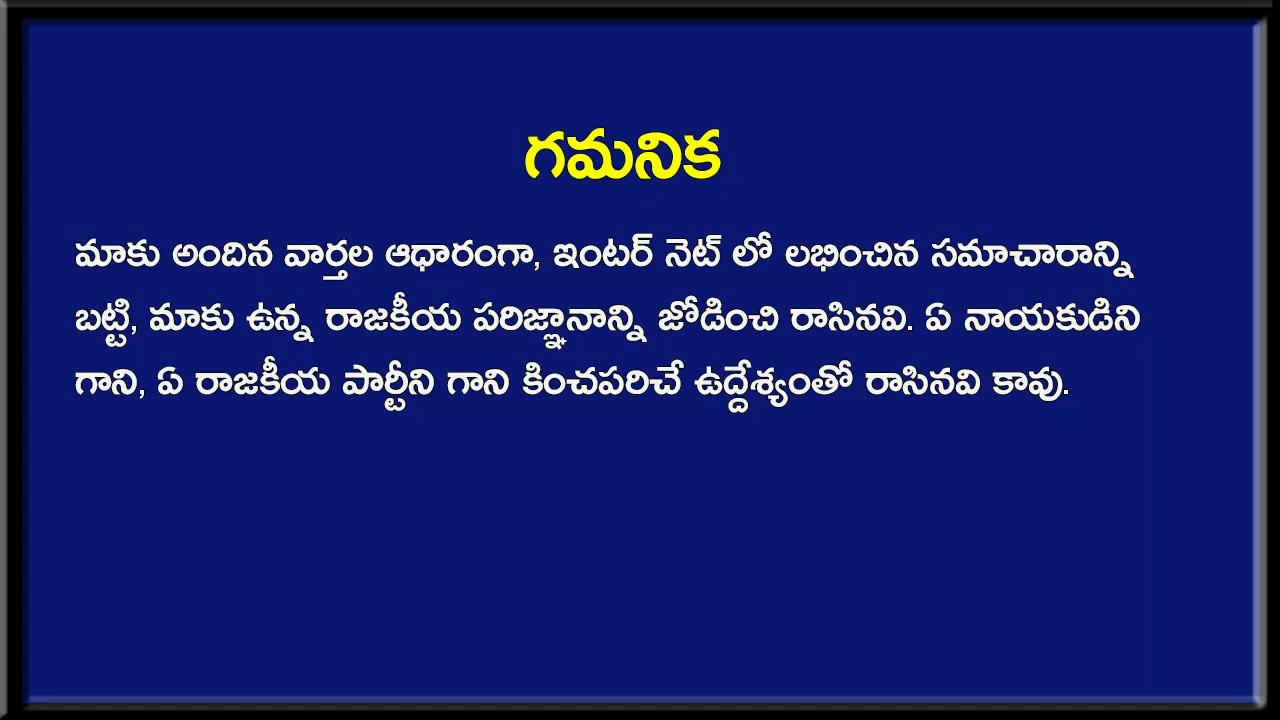 గమనిక
మాకు అందిన వార్తల ఆధారంగా, ఇంటర్ నెట్ లో లభించిన సమాచారాన్ని
బట్టి, మాకు ఉన్న రాజకీయ పరిజ్ఞానాన్ని జోడించి రాసినవి. ఏ నాయకుడిని
గాని, ఏ రాజకీయ పార్టీని గాని కించపరిచే ఉద్దేశ్యంతో రాసినవి కావు.